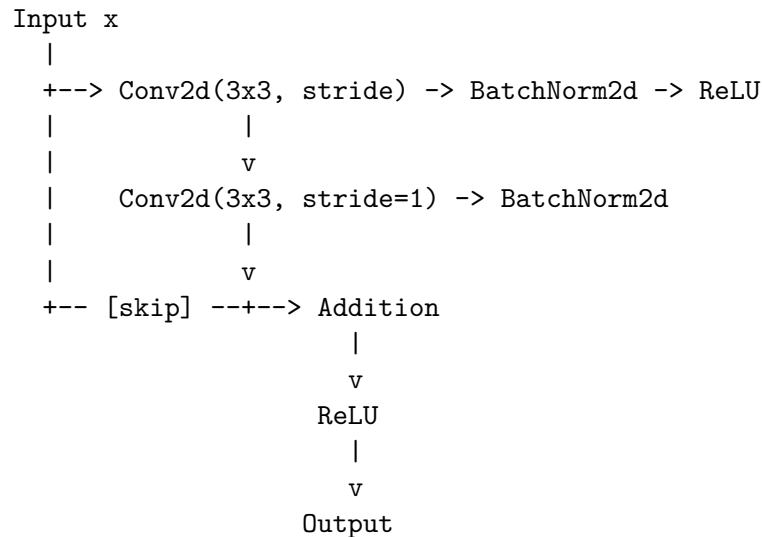 Input x
  |
  +--> Conv2d(3x3, stride) -> BatchNorm2d -> ReLU
  |            |
  |            v
  |    Conv2d(3x3, stride=1) -> BatchNorm2d
  |            |
  |            v
  +-- [skip] --+--> Addition
                      |
                      v
                    ReLU
                      |
                      v
                   Output